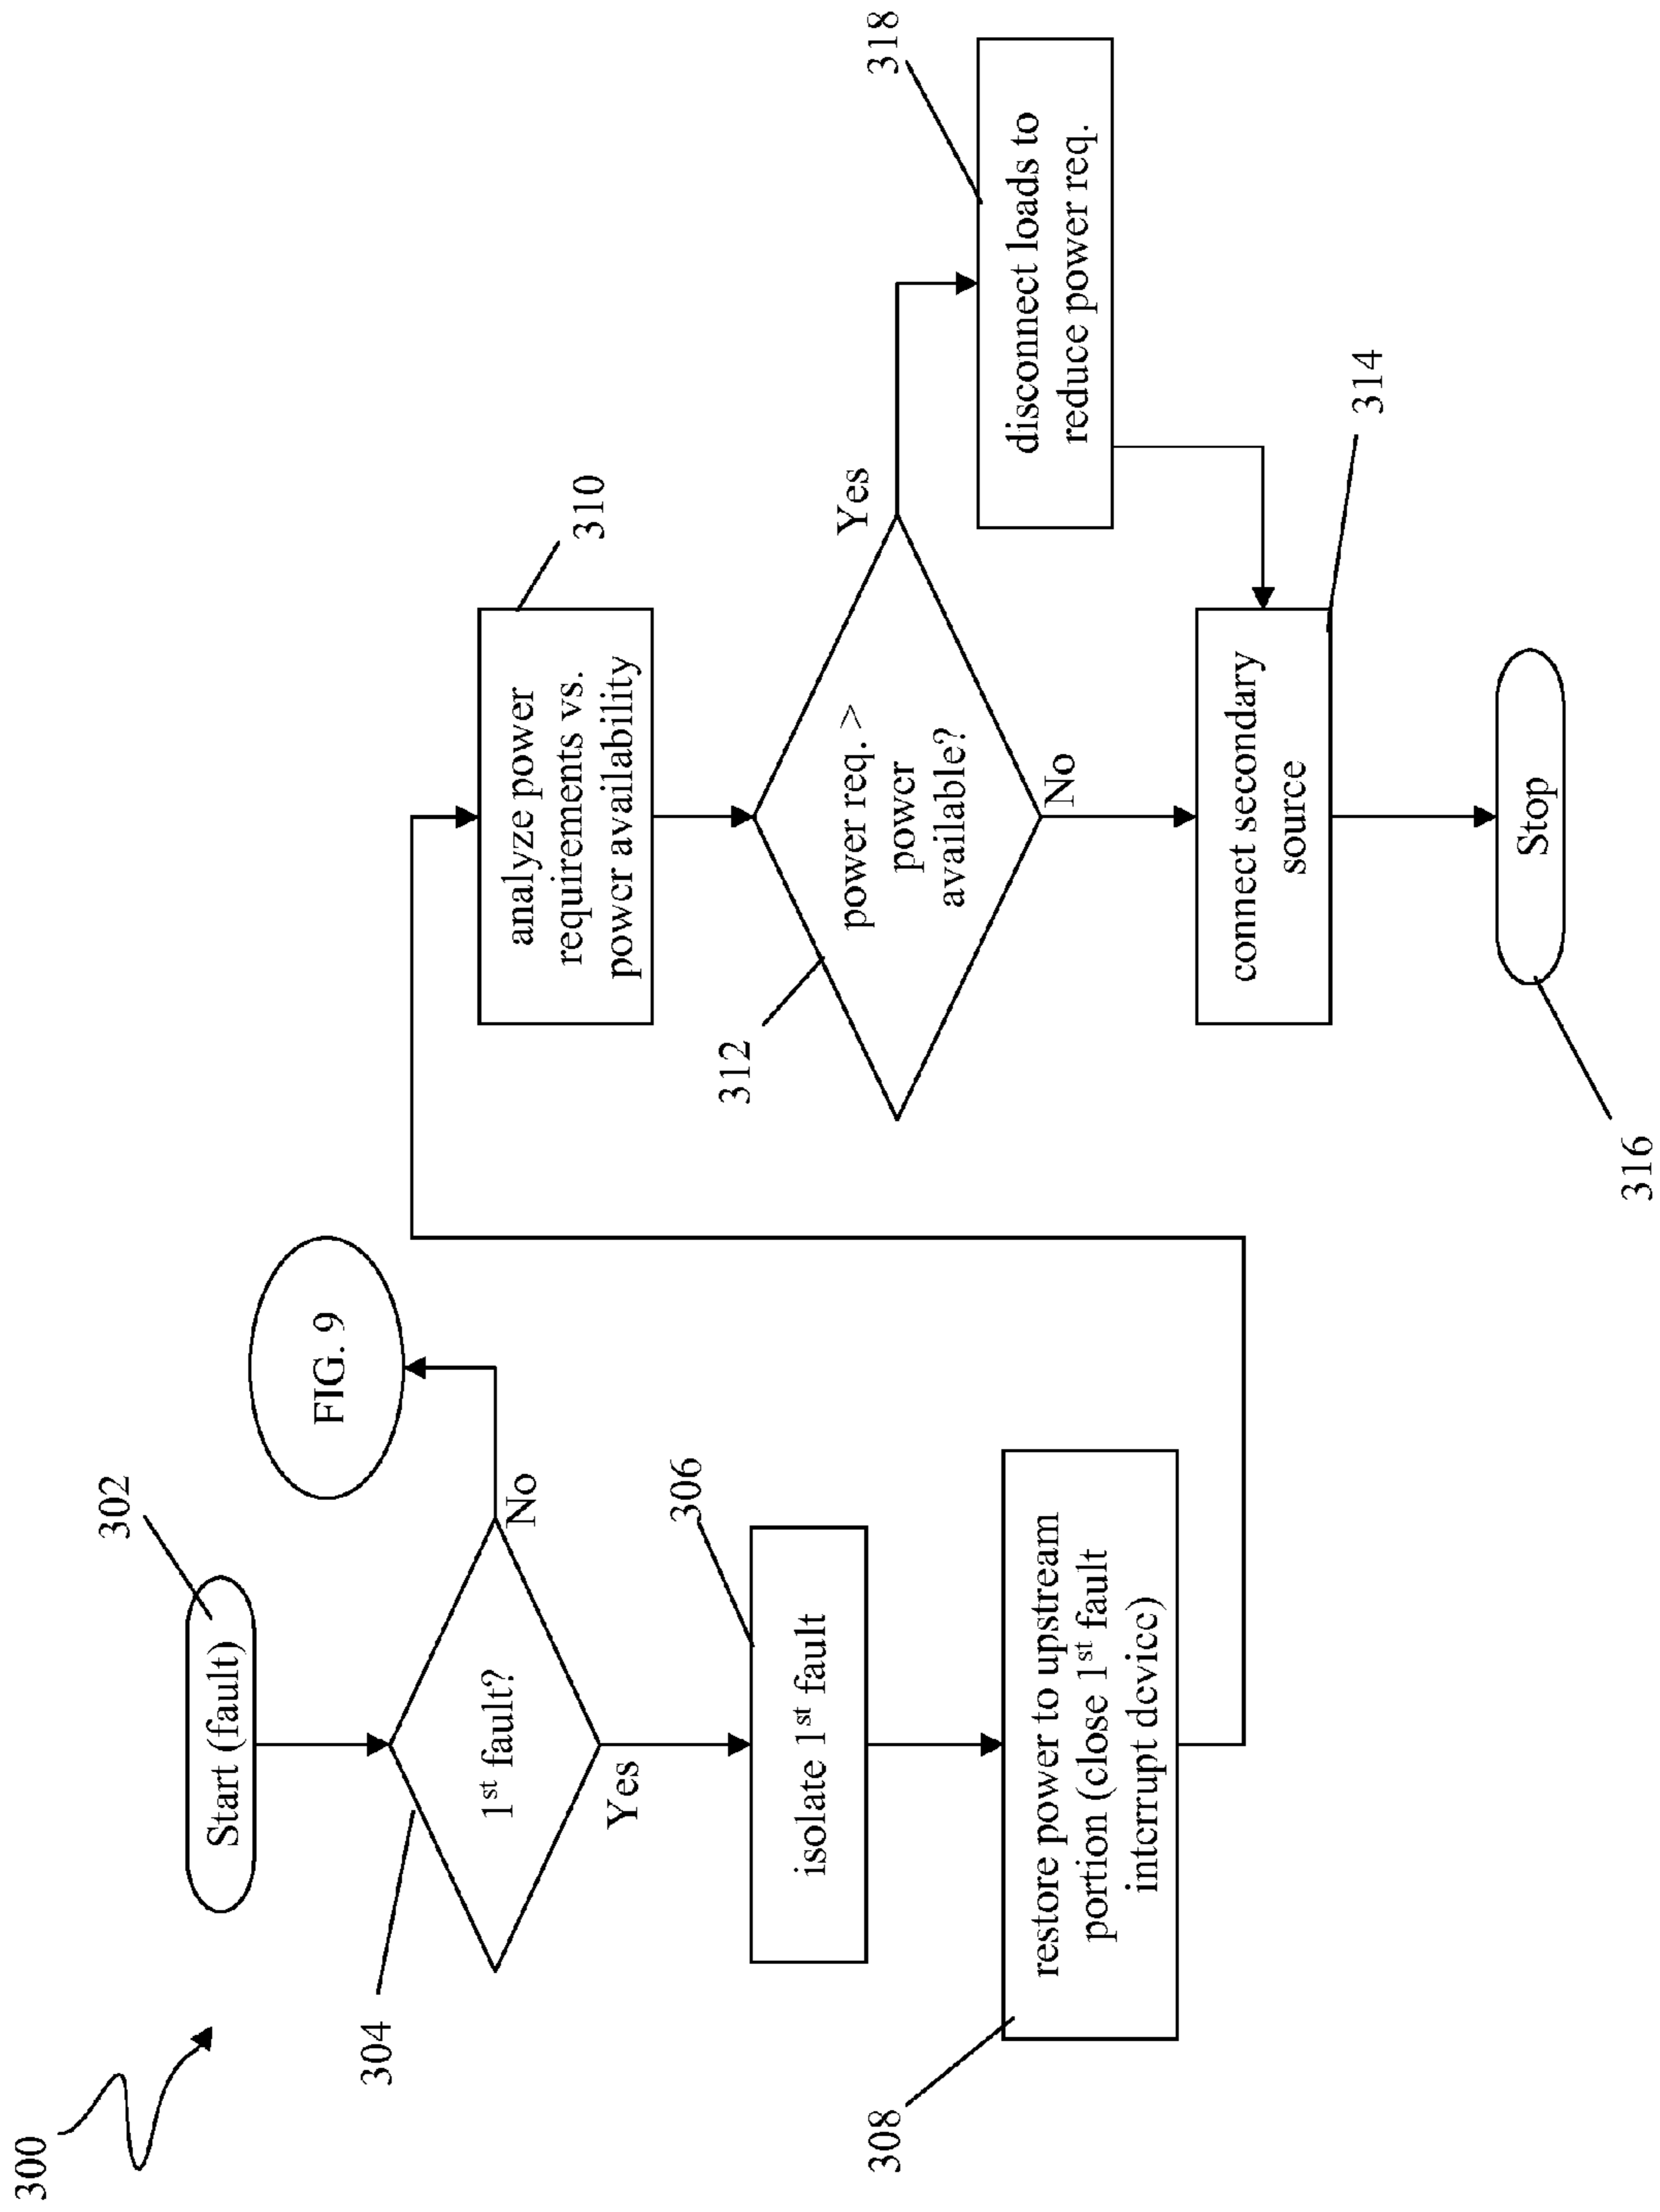 300
302
Start (fault)
304
1st fault?
No
FIG. 9
Yes
306
isolate 1st fault
308
restore power to upstream
portion (close 1st fault
interrupt device)
310
analyze power
requirements vs.
power availability
312
power req. >
power
available?
Yes
No
318
disconnect loads to
reduce power req.
314
connect secondary
source
Stop
316